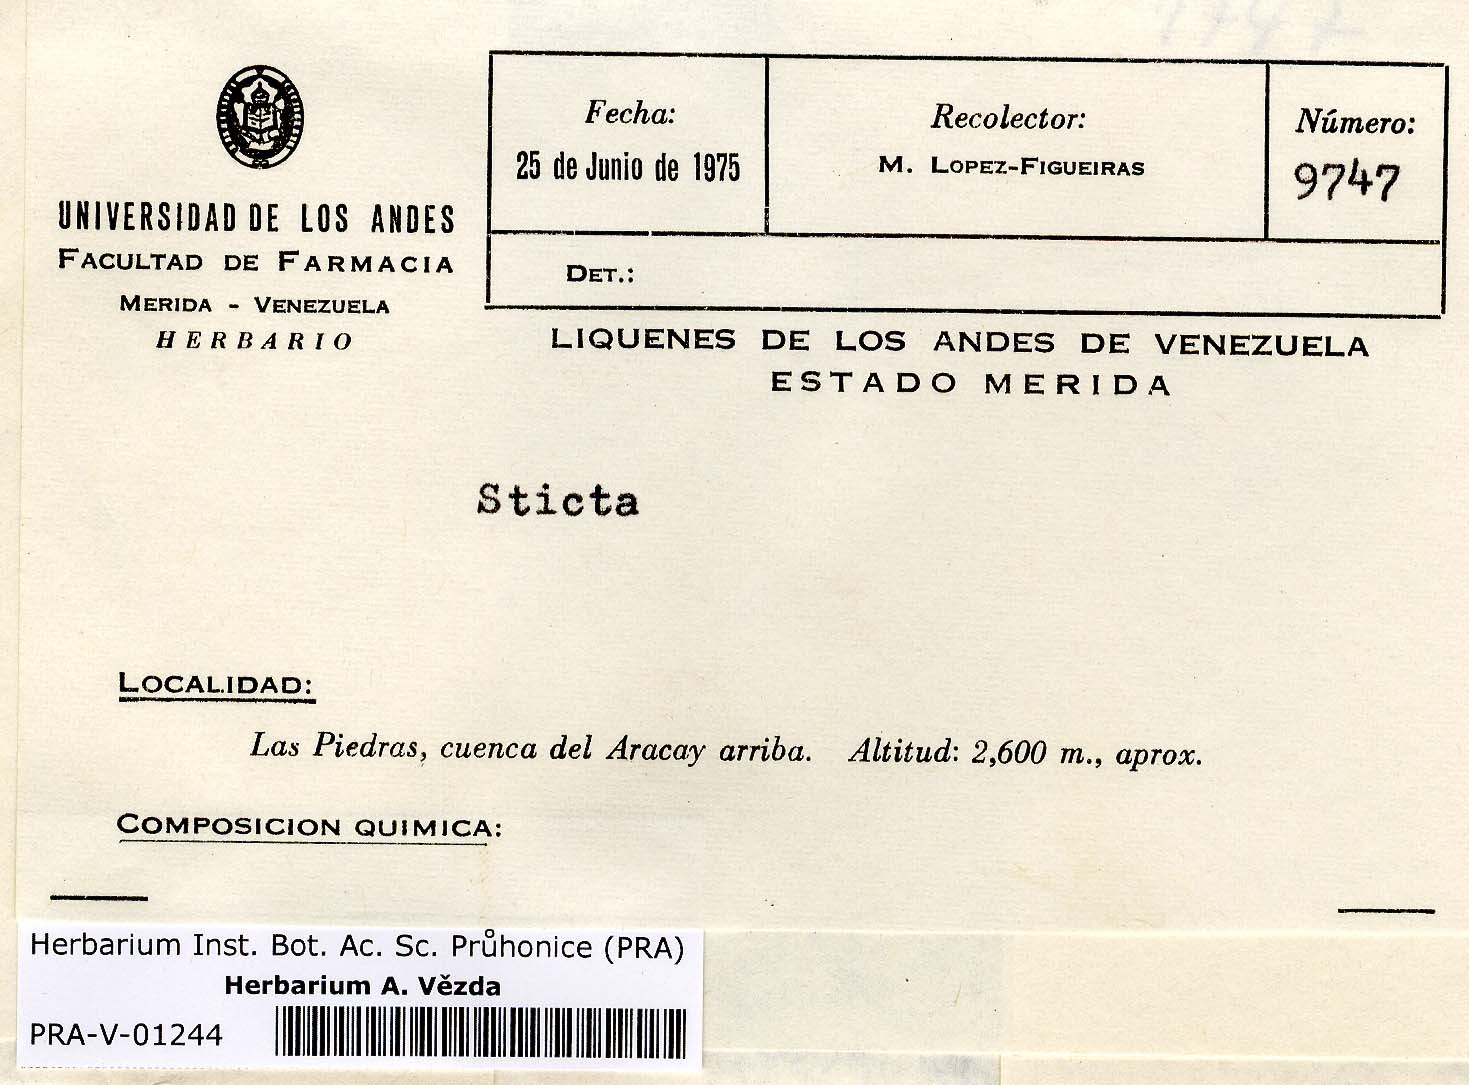 UNIVERSIDAD DE LOS ANDES
FACULTAD DE FARMACIA
MERIDA - VENEZUELA
HERBARIO
Fecha:
25 de Junio de 1975
Recolector:
M. LOPEZ-FIGUEIRAS
Número:
9747
DET.:
LIQUENES DE LOS ANDES DE VENEZUELA
ESTADO MERIDA
Sticta
LOCALIDAD:
Las Piedras, cuenca del Aracay arriba. Altitud: 2,600 m., aprox.
COMPOSICION QUIMICA:
Herbarium Inst. Bot. Ac. Sc. Průhonice (PRA)
Herbarium A. Vězda
PRA-V-01244